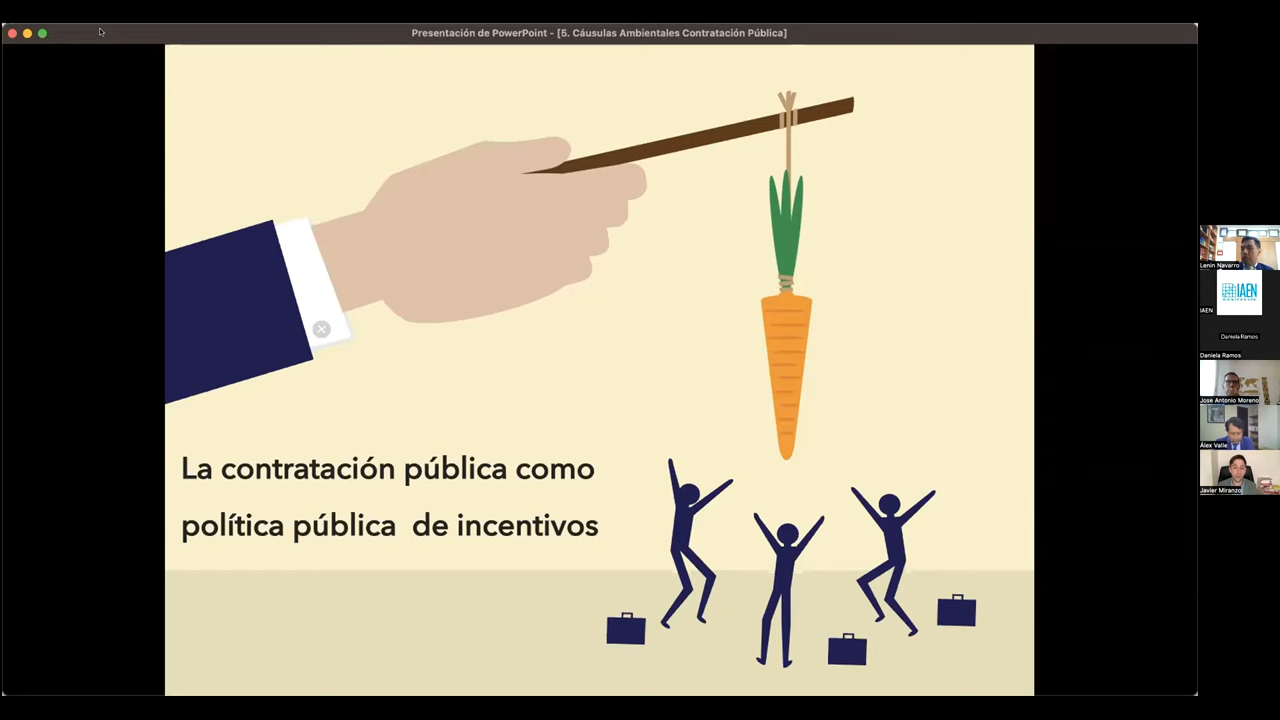 Presentación de PowerPoint - [5. Cáusulas Ambientales Contratación Pública]
La contratación pública como
política pública de incentivos
Lenin Navarro
IAEN
IAEN
Daniela Ramos
Daniela Ramos
Jose Antonio Moreno
Álex Valle
Javier Miranzo